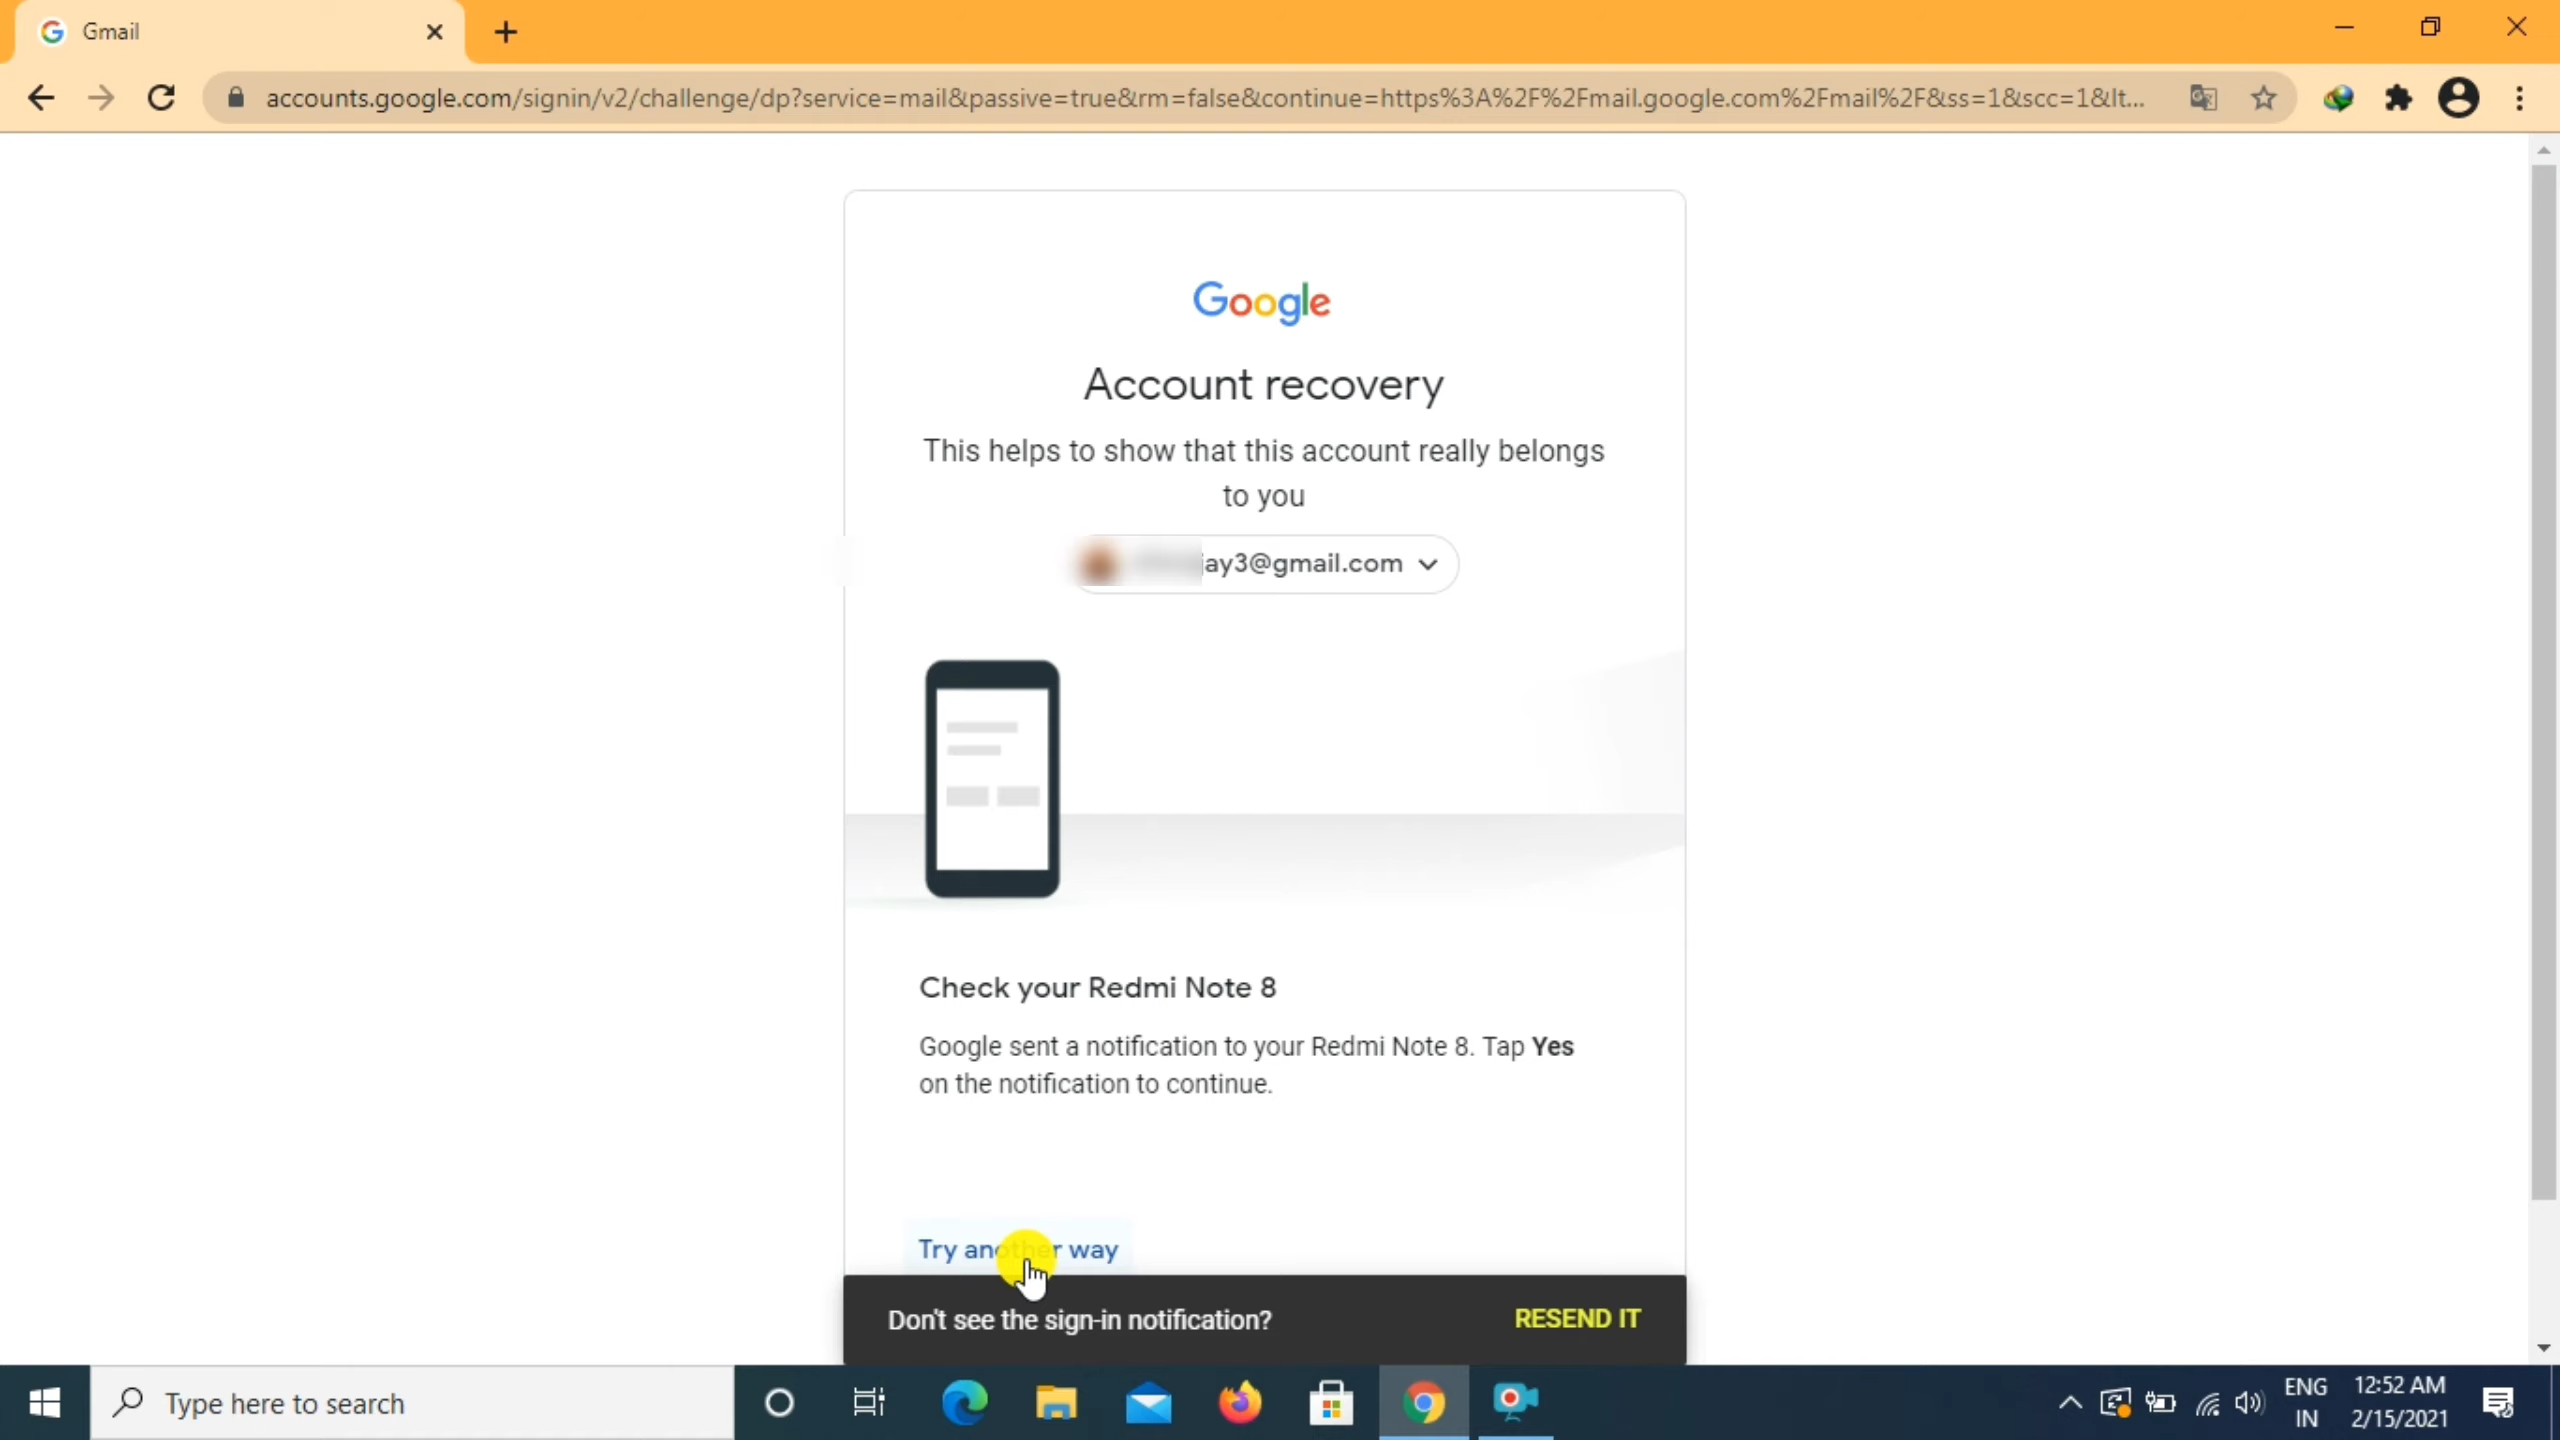 Gmail
accounts.google.com/signin/v2/challenge/dp?service=mail&passive=true&rm=false&continue=https%3A%2F%2Fmail.google.com%2Fmail%2F&ss=1&scc=1&lt...
Google
Account recovery
This helps to show that this account really belongs
to you
jay3@gmail.com
Check your Redmi Note 8
Google sent a notification to your Redmi Note 8. Tap Yes
on the notification to continue.
Try another way
Don't see the sign-in notification? RESEND IT
Type here to search
ENG
IN
12:52 AM
2/15/2021